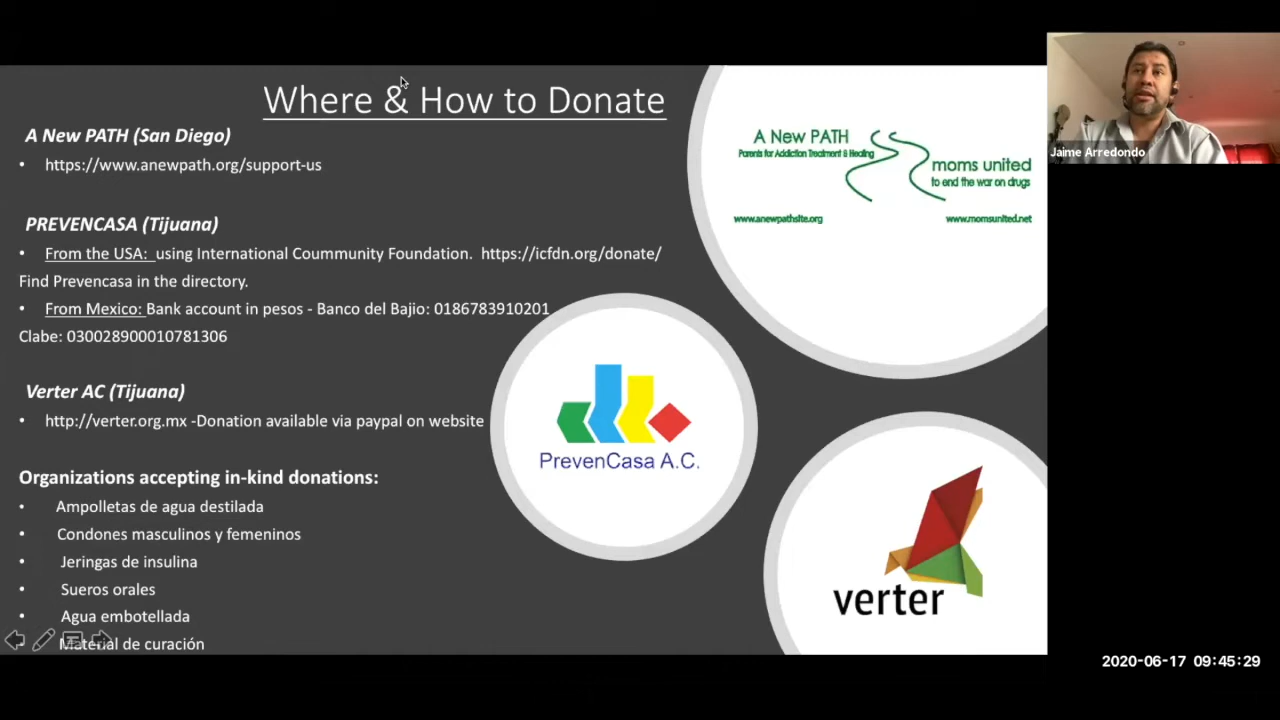 Where & How to Donate
A New PATH (San Diego)
• https://www.anewpath.org/support-us
PREVENCASA (Tijuana)
• From the USA: using International Coummunity Foundation. https://icfdn.org/donate/
Find Prevencasa in the directory.
• From Mexico: Bank account in pesos - Banco del Bajio: 0186783910201
Clabe: 030028900010781306
Verter AC (Tijuana)
• http://verter.org.mx -Donation available via paypal on website
Organizations accepting in-kind donations:
• Ampolletas de agua destilada
• Condones masculinos y femeninos
• Jeringas de insulina
• Sueros orales
• Agua embotellada
• Material de curación
A New PATH
Parents for Addiction Treatment & Healing
moms united
to end the war on drugs
www.anewpathsite.org
www.momsunited.net
PrevenCasa A.C.
verter
Jaime Arredondo
2020-06-17 09:45:29